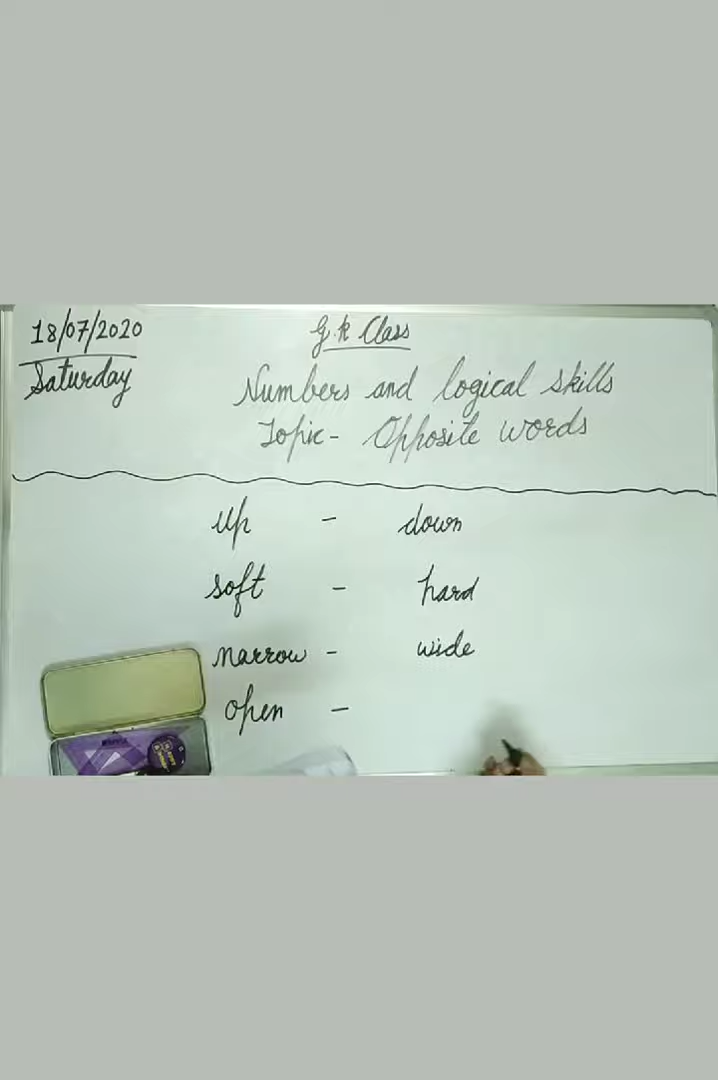 18/07/2020
Saturday
G.K Class
Numbers and logical skills
Topic- Opposite words
up - down
soft - hard
narrow - wide
open -